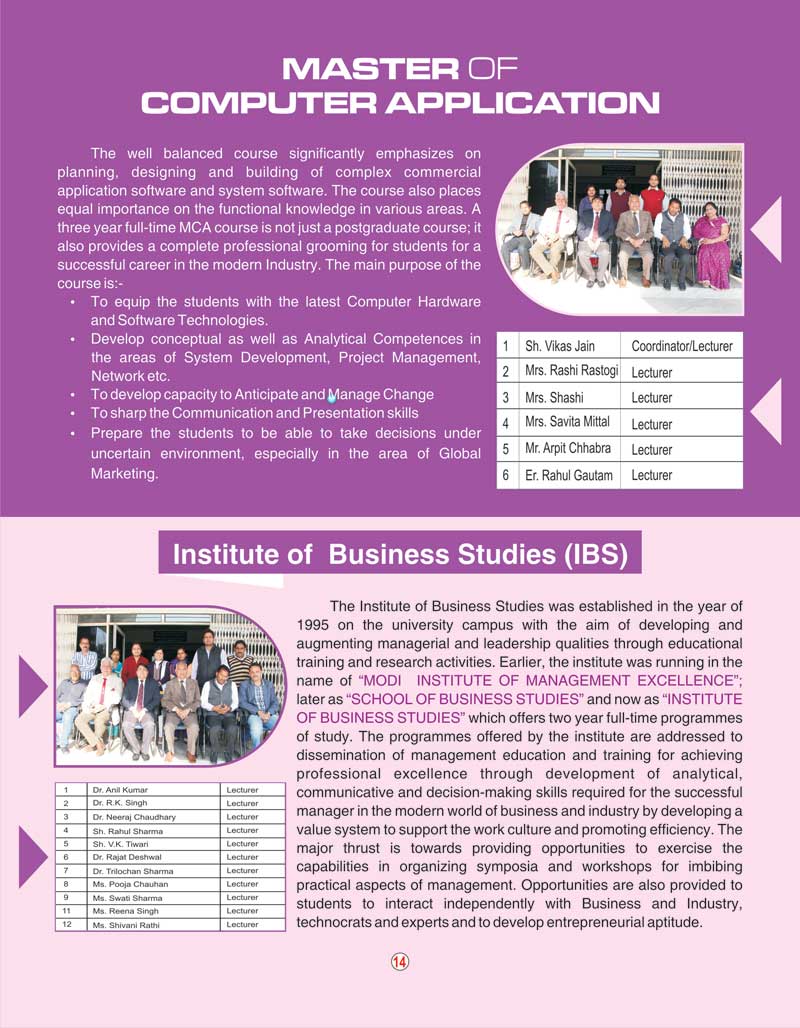 MASTER OF
COMPUTER APPLICATION
The well balanced course significantly emphasizes on
planning, designing and building of complex commercial
application software and system software. The course also places
equal importance on the functional knowledge in various areas. A
three year full-time MCA course is not just a postgraduate course; it
also provides a complete professional grooming for students for a
successful career in the modern Industry. The main purpose of the
course is:-
• To equip the students with the latest Computer Hardware
and Software Technologies.
• Develop conceptual as well as Analytical Competences in
the areas of System Development, Project Management,
Network etc.
• To develop capacity to Anticipate and Manage Change
• To sharp the Communication and Presentation skills
• Prepare the students to be able to take decisions under
uncertain environment, especially in the area of Global
Marketing.
1 Sh. Vikas Jain Coordinator/Lecturer
2 Mrs. Rashi Rastogi Lecturer
3 Mrs. Shashi Lecturer
4 Mrs. Savita Mittal Lecturer
5 Mr. Arpit Chhabra Lecturer
6 Er. Rahul Gautam Lecturer
Institute of Business Studies (IBS)
The Institute of Business Studies was established in the year of
1995 on the university campus with the aim of developing and
augmenting managerial and leadership qualities through educational
training and research activities. Earlier, the institute was running in the
name of “MODI INSTITUTE OF MANAGEMENT EXCELLENCE”;
later as “SCHOOL OF BUSINESS STUDIES” and now as “INSTITUTE
OF BUSINESS STUDIES” which offers two year full-time programmes
of study. The programmes offered by the institute are addressed to
dissemination of management education and training for achieving
professional excellence through development of analytical,
communicative and decision-making skills required for the successful
manager in the modern world of business and industry by developing a
value system to support the work culture and promoting efficiency. The
major thrust is towards providing opportunities to exercise the
capabilities in organizing symposia and workshops for imbibing
practical aspects of management. Opportunities are also provided to
students to interact independently with Business and Industry,
technocrats and experts and to develop entrepreneurial aptitude.
1 Dr. Anil Kumar Lecturer
2 Dr. R.K. Singh Lecturer
3 Dr. Neeraj Chaudhary Lecturer
4 Sh. Rahul Sharma Lecturer
5 Sh. V.K. Tiwari Lecturer
6 Dr. Rajat Deshwal Lecturer
7 Dr. Trilochan Sharma Lecturer
8 Ms. Pooja Chauhan Lecturer
9 Ms. Swati Sharma Lecturer
11 Ms. Reena Singh Lecturer
12 Ms. Shivani Rathi Lecturer
14